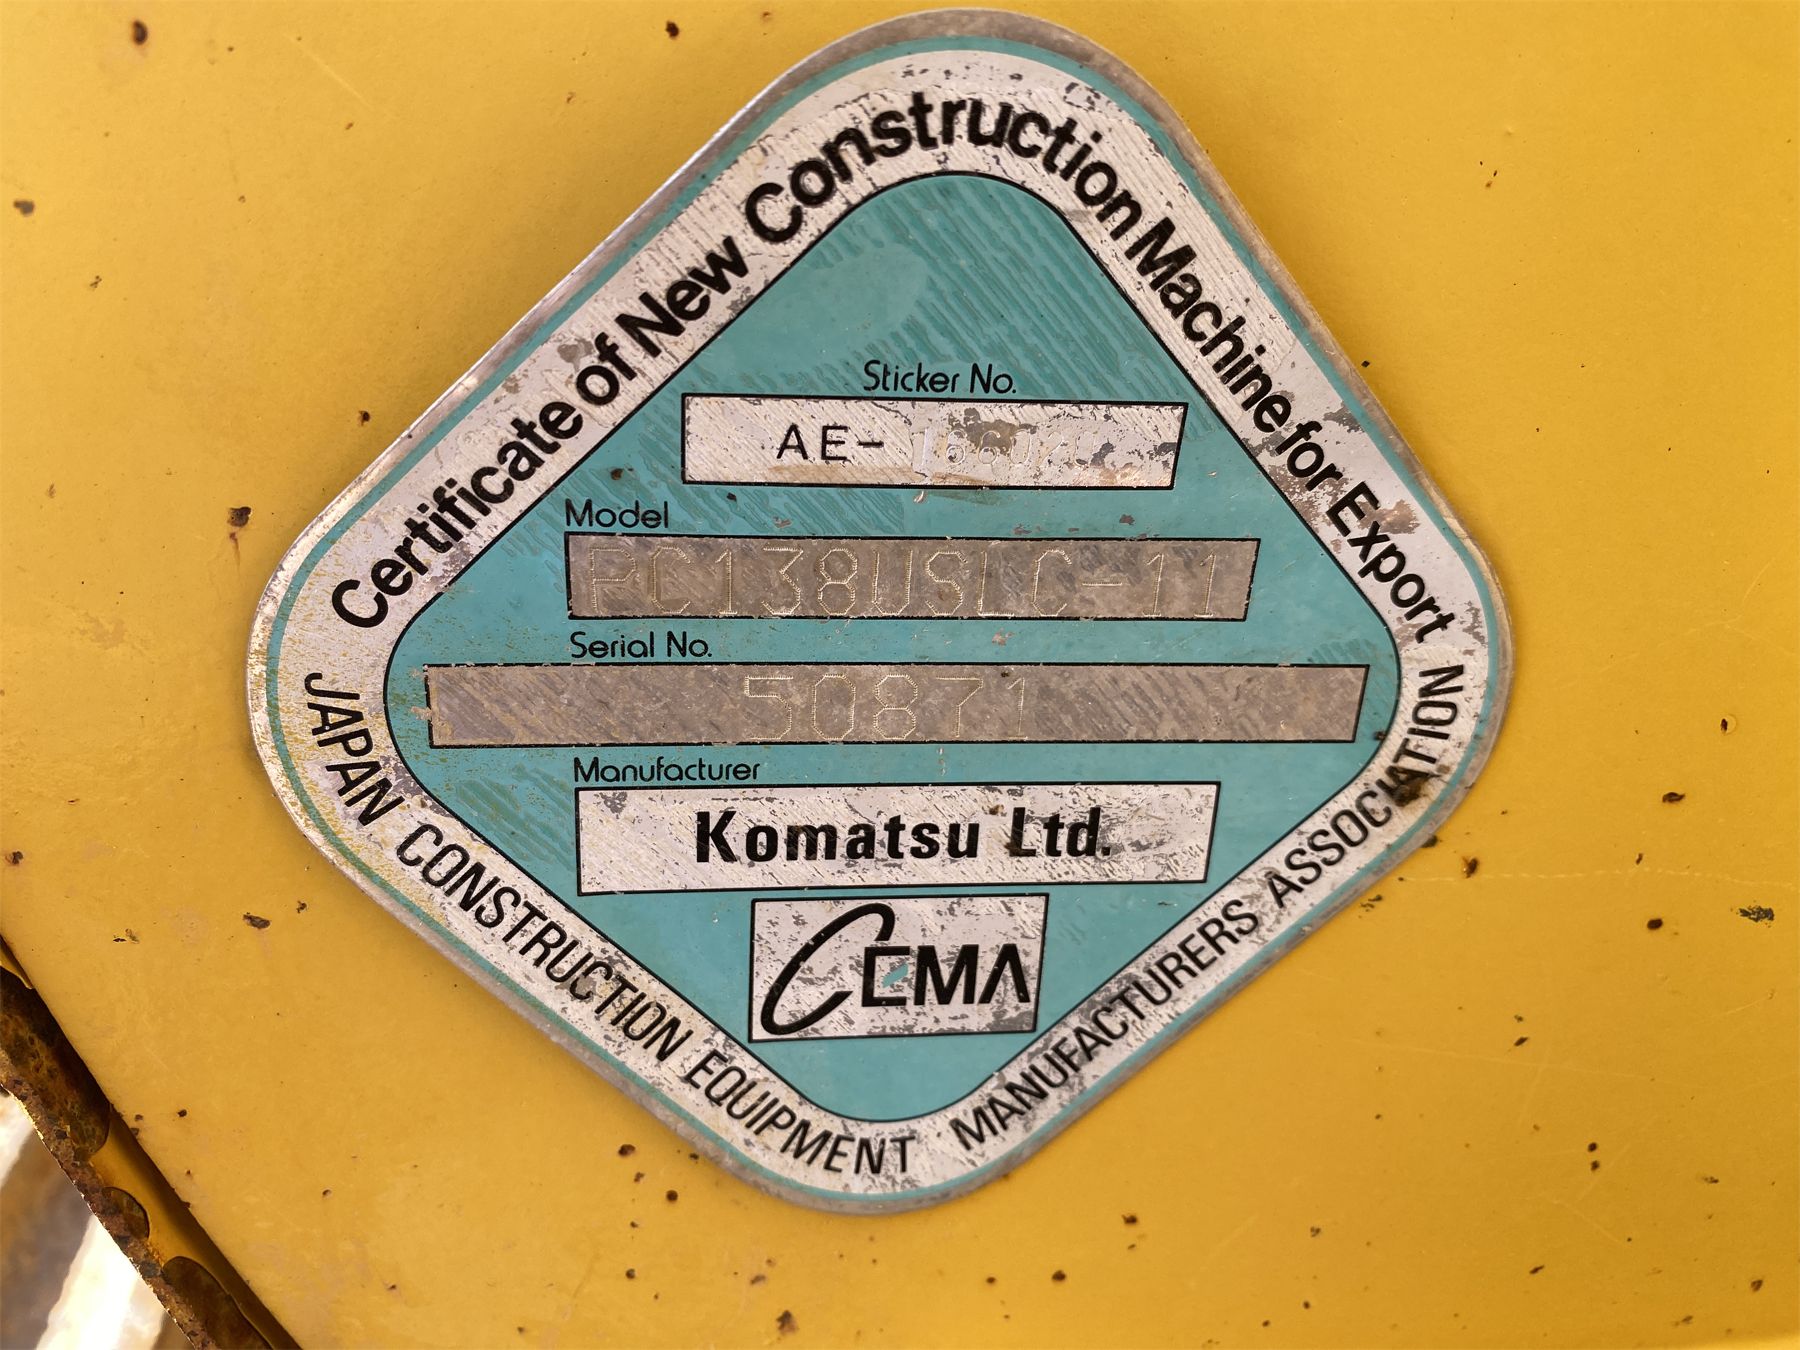 Certificate of New Construction Machine for Export
Sticker No.
AE-
Model
PC138USLC-11
Serial No.
50871
Manufacturer
Komatsu Ltd.
CEMA
JAPAN CONSTRUCTION EQUIPMENT MANUFACTURERS ASSOCIATION